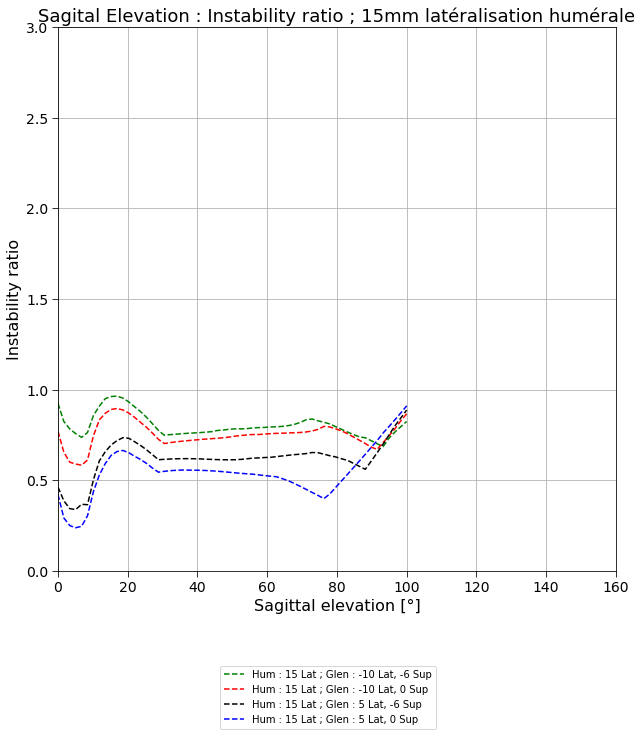 Sagital Elevation : Instability ratio ; 15mm latéralisation humérale
3.0
2.5
2.0
1.5
1.0
0.5
0.0
Instability ratio
0 20 40 60 80 100 120 140 160
Sagittal elevation [°]
Hum : 15 Lat ; Glen : -10 Lat, -6 Sup
Hum : 15 Lat ; Glen : -10 Lat, 0 Sup
Hum : 15 Lat ; Glen : 5 Lat, -6 Sup
Hum : 15 Lat ; Glen : 5 Lat, 0 Sup